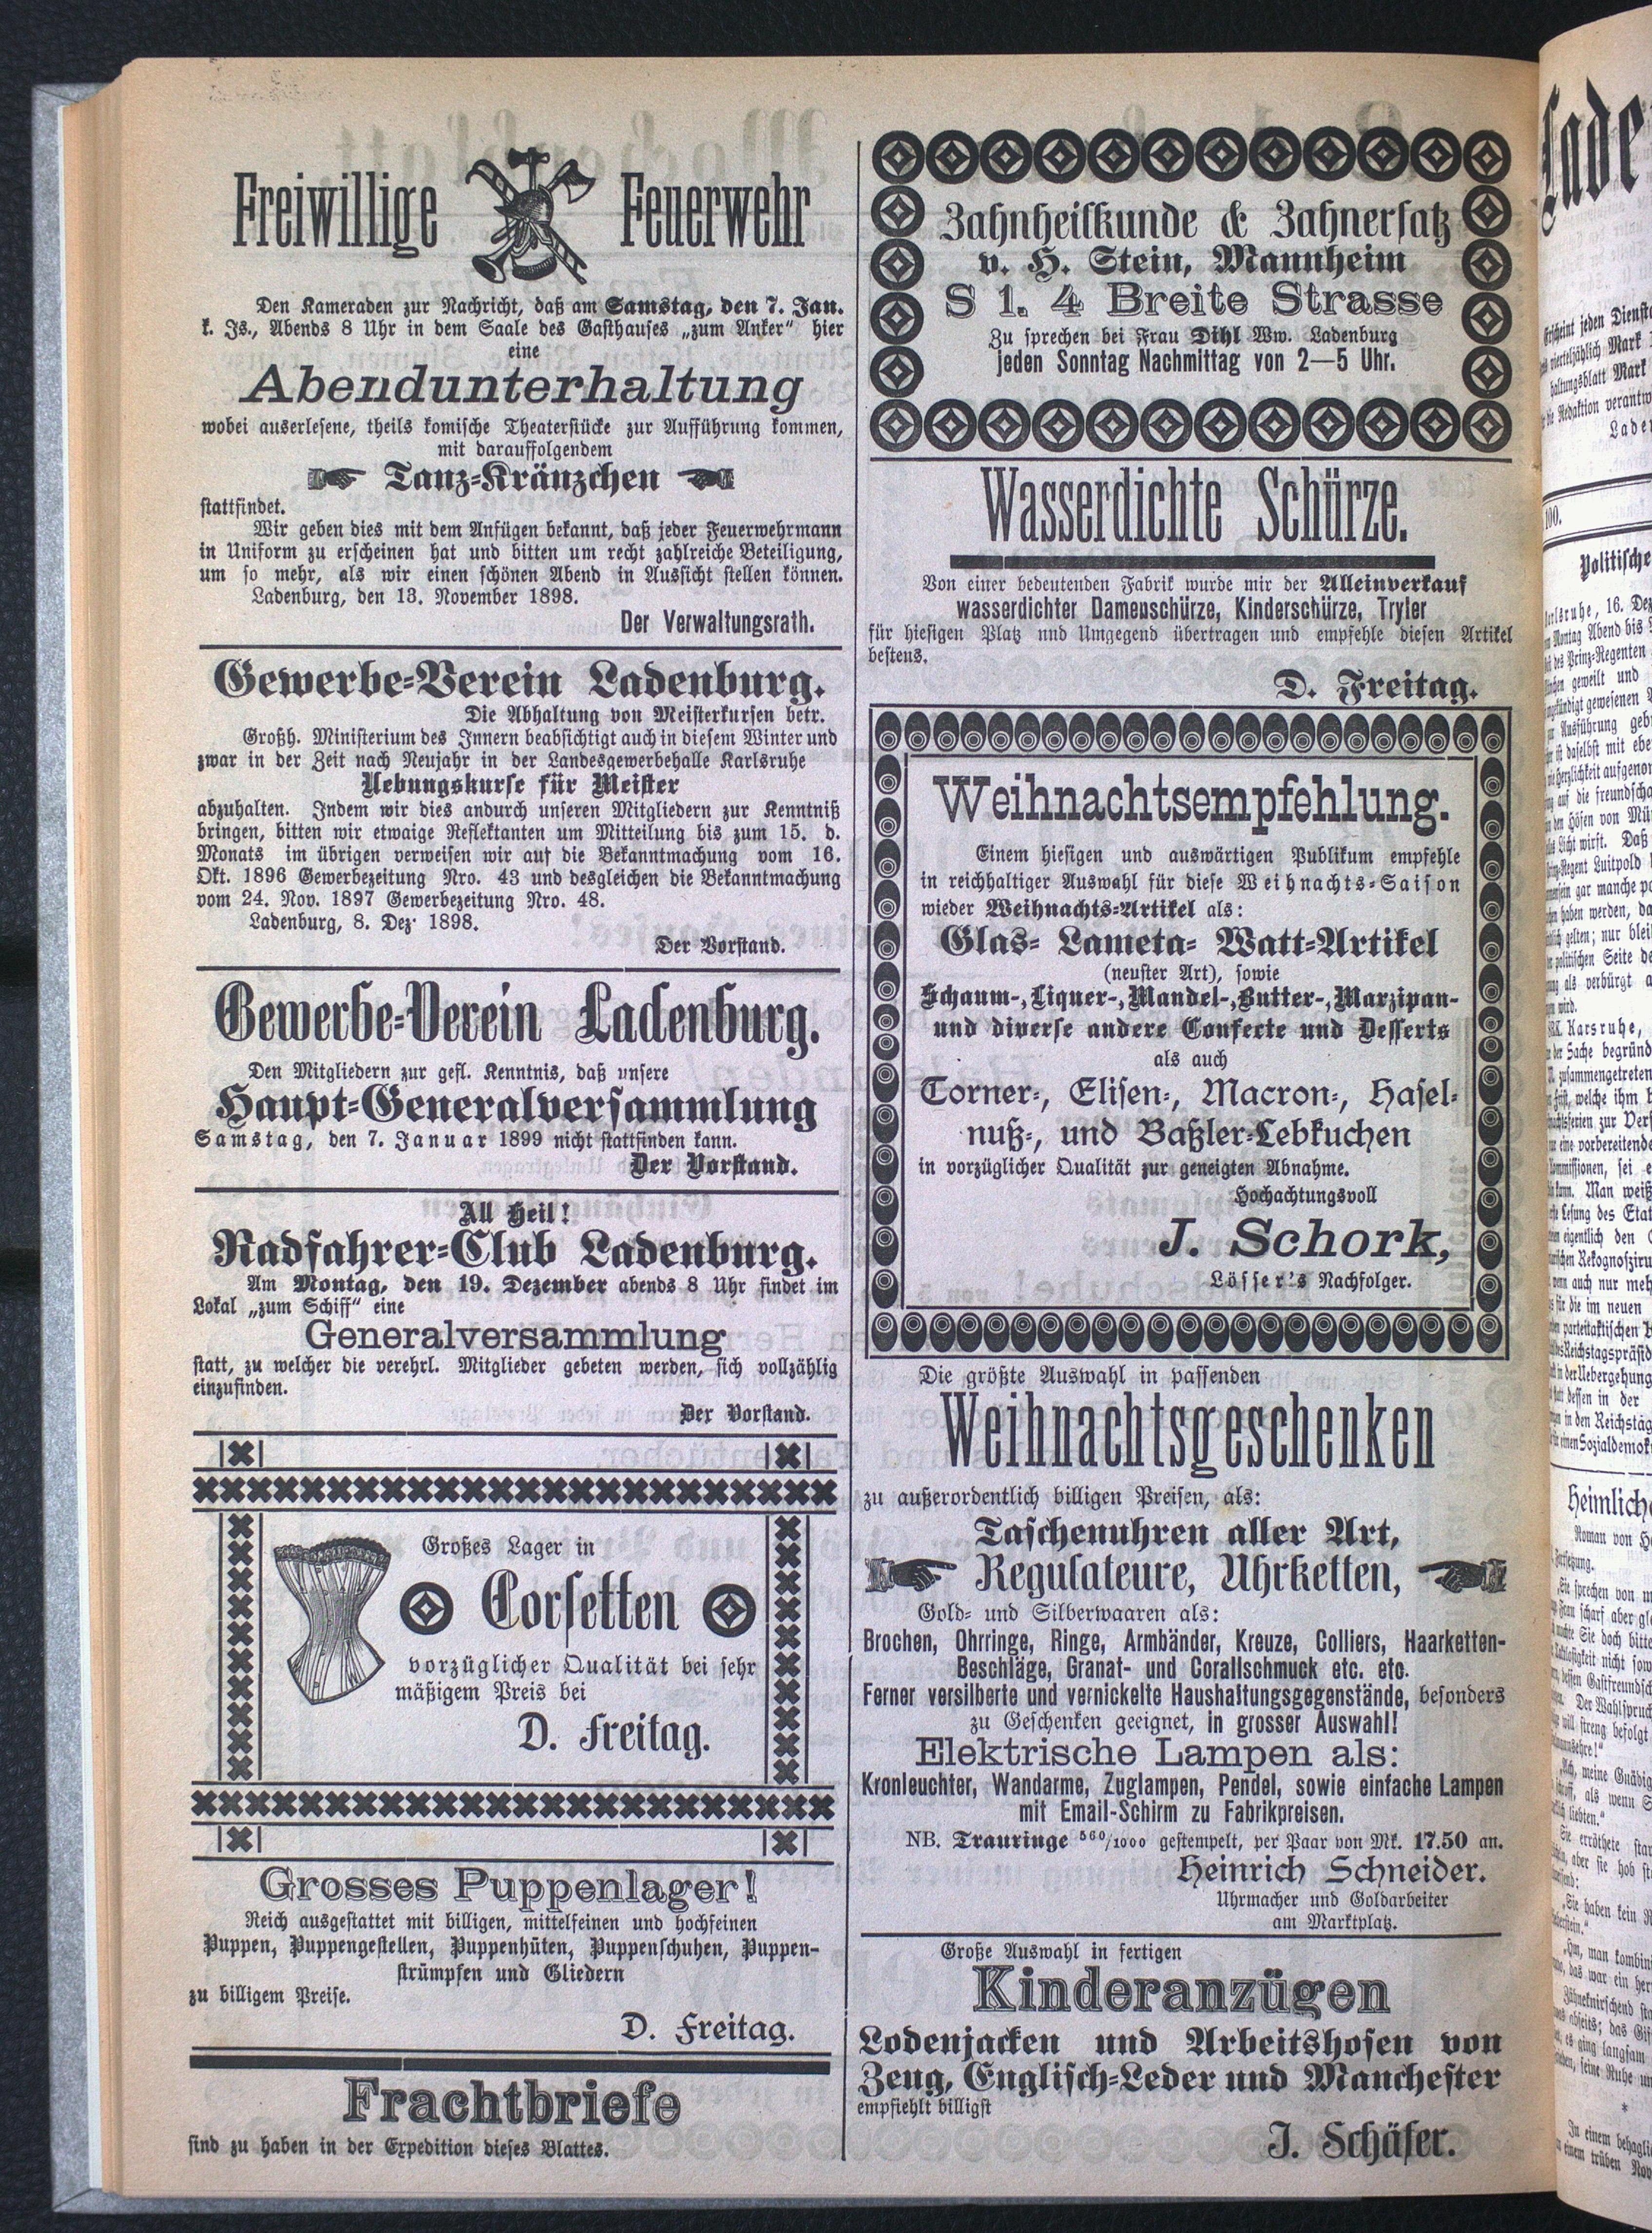 Freiwillige Feuerwehr
Den Kameraden zur Nachricht, daß am Samstag, den 7. Jan.
k. Js., Abends 8 Uhr in dem Saale des Gasthauses „zum Anker“ hier
eine
Abendunterhaltung
wobei auserlesene, theils komische Theaterstücke zur Aufführung kommen,
mit darauffolgendem
Tanz-Kränzchen
stattfindet.
Wir geben dies mit dem Anfügen bekannt, daß jeder Feuerwehrmann
in Uniform zu erscheinen hat und bitten um recht zahlreiche Beteiligung,
um so mehr, als wir einen schönen Abend in Aussicht stellen können.
Ladenburg, den 13. November 1898.
Der Verwaltungsrath.
Gewerbe-Verein Ladenburg.
Die Abhaltung von Meisterkursen betr.
Großh. Ministerium des Innern beabsichtigt auch in diesem Winter und
zwar in der Zeit nach Neujahr in der Landesgewerbehalle Karlsruhe
Uebungskurse für Meister
abzuhalten. Indem wir dies andurch unseren Mitgliedern zur Kenntniß
bringen, bitten wir etwaige Reflektanten um Mitteilung bis zum 15. d.
Monats im übrigen verweisen wir auf die Bekanntmachung vom 16.
Okt. 1896 Gewerbezeitung Nro. 43 und desgleichen die Bekanntmachung
vom 24. Nov. 1897 Gewerbezeitung Nro. 48.
Ladenburg, 8. Dez. 1898.
Der Vorstand.
Gewerbe-Verein Ladenburg.
Den Mitgliedern zur gefl. Kenntnis, daß unsere
Haupt-Generalversammlung
Samstag, den 7. Januar 1899 nicht stattfinden kann.
Der Vorstand.
All Heil!
Radfahrer-Club Ladenburg.
Am Montag, den 19. Dezember abends 8 Uhr findet im
Lokal „zum Schiff“ eine
Generalversammlung
statt, zu welcher die verehrl. Mitglieder gebeten werden, sich vollzählig
einzufinden.
Der Vorstand.
Großes Lager in
Corsetten
vorzüglicher Qualität bei sehr
mäßigem Preis bei
D. Freitag.
Grosses Puppenlager!
Reich ausgestattet mit billigen, mittelfeinen und hochfeinen
Puppen, Puppengestellen, Puppenhüten, Puppenschuhen, Puppen-
strümpfen und Gliedern
zu billigem Preise.
D. Freitag.
Frachtbriefe
sind zu haben in der Expedition dieses Blattes.
Zahnheilkunde & Zahnersatz
v. H. Stein, Mannheim
S 1. 4 Breite Strasse
Zu sprechen bei Frau Dihl Ww. Ladenburg
jeden Sonntag Nachmittag von 2—5 Uhr.
Wasserdichte Schürze.
Von einer bedeutenden Fabrik wurde mir der Alleinverkauf
wasserdichter Damenschürze, Kinderschürze, Tryler
für hiesigen Platz und Umgegend übertragen und empfehle diesen Artikel
bestens.
D. Freitag.
Weihnachtsempfehlung.
Einem hiesigen und auswärtigen Publikum empfehle
in reichhaltiger Auswahl für diese Weihnachts-Saison
wieder Weihnachts-Artikel als:
Glas- Lameta- Watt-Artikel
(neuster Art), sowie
Schaum-, Liquer-, Mandel-, Butter-, Marzipan-
und diverse andere Confecte und Desserts
als auch
Torner-, Elisen-, Macron-, Hasel-
nuß-, und Baßler-Lebkuchen
in vorzüglicher Qualität zur geneigten Abnahme.
Hochachtungsvoll
J. Schork,
Lösser's Nachfolger.
Die größte Auswahl in passenden
Weihnachtsgeschenken
zu außerordentlich billigen Preisen, als:
Taschenuhren aller Art,
Regulateure, Uhrketten,
Gold- und Silberwaaren als:
Brochen, Ohrringe, Ringe, Armbänder, Kreuze, Colliers, Haarketten-
Beschläge, Granat- und Corallschmuck etc. etc.
Ferner versilberte und vernickelte Haushaltungsgegenstände, besonders
zu Geschenken geeignet, in grosser Auswahl!
Elektrische Lampen als:
Kronleuchter, Wandarme, Zuglampen, Pendel, sowie einfache Lampen
mit Email-Schirm zu Fabrikpreisen.
NB. Trauringe 560/1000 gestempelt, per Paar von Mk. 17.50 an.
Heinrich Schneider.
Uhrmacher und Goldarbeiter
am Marktplatz.
Große Auswahl in fertigen
Kinderanzügen
Lodenjacken und Arbeitshosen von
Zeug, Englisch-Leder und Manchester
empfiehlt billigst
J. Schäfer.